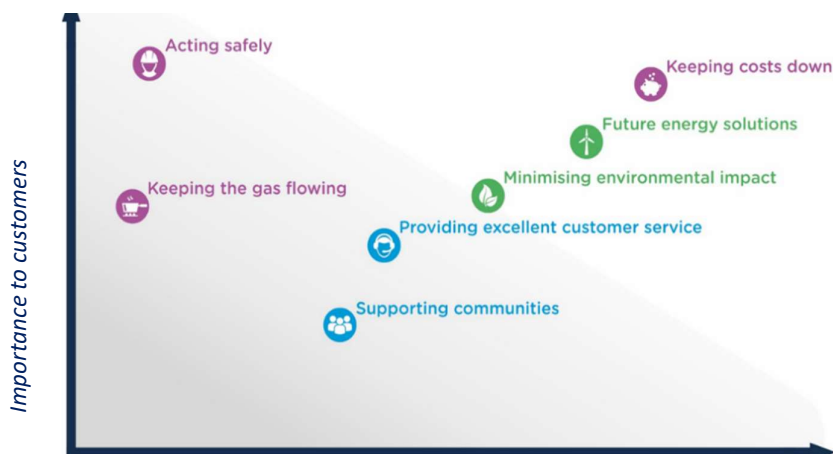 Acting safely
Keeping costs down
Future energy solutions
Minimising environmental impact
Keeping the gas flowing
Providing excellent customer service
Supporting communities
Importance to customers